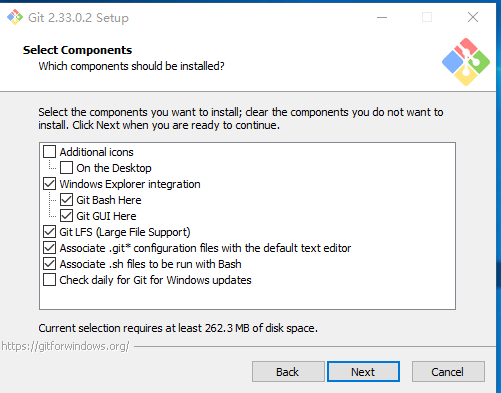 Git 2.33.0.2 Setup
Select Components
Which components should be installed?
Select the components you want to install; clear the components you do not want to
install. Click Next when you are ready to continue.
Additional icons
On the Desktop
Windows Explorer integration
Git Bash Here
Git GUI Here
Git LFS (Large File Support)
Associate .git* configuration files with the default text editor
Associate .sh files to be run with Bash
Check daily for Git for Windows updates
Current selection requires at least 262.3 MB of disk space.
https://gitforwindows.org/
Back
Next
Cancel